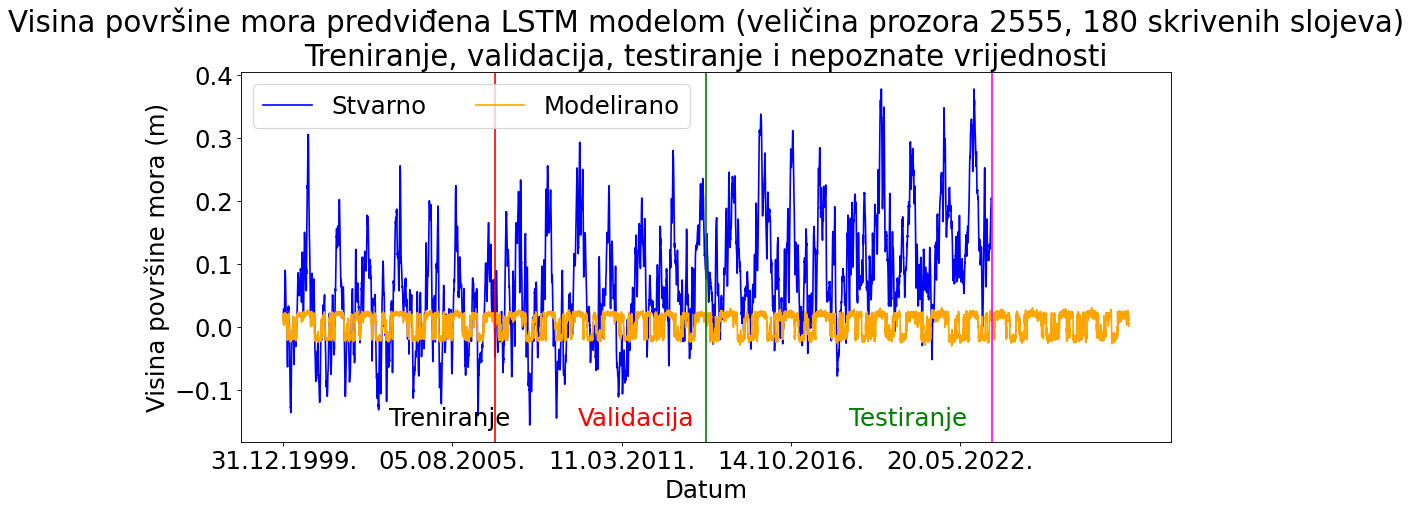 Visina površine mora predviđena LSTM modelom (veličina prozora 2555, 180 skrivenih slojeva)
Treniranje, validacija, testiranje i nepoznate vrijednosti
Stvarno
Modelirano
Visina površine mora (m)
0.4
0.3
0.2
0.1
0.0
−0.1
Treniranje
Validacija
Testiranje
31.12.1999.
05.08.2005.
11.03.2011.
14.10.2016.
20.05.2022.
Datum